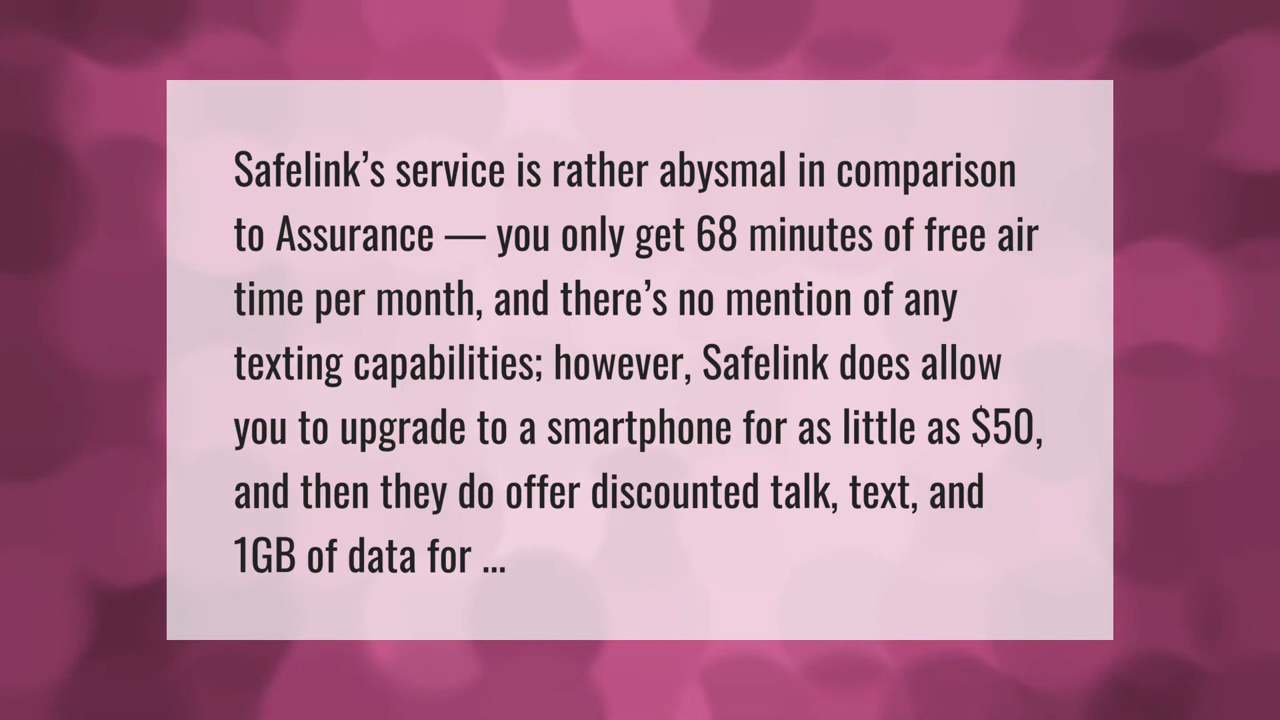 Safelink’s service is rather abysmal in comparison
to Assurance — you only get 68 minutes of free air
time per month, and there’s no mention of any
texting capabilities; however, Safelink does allow
you to upgrade to a smartphone for as little as $50,
and then they do offer discounted talk, text, and
1GB of data for ...